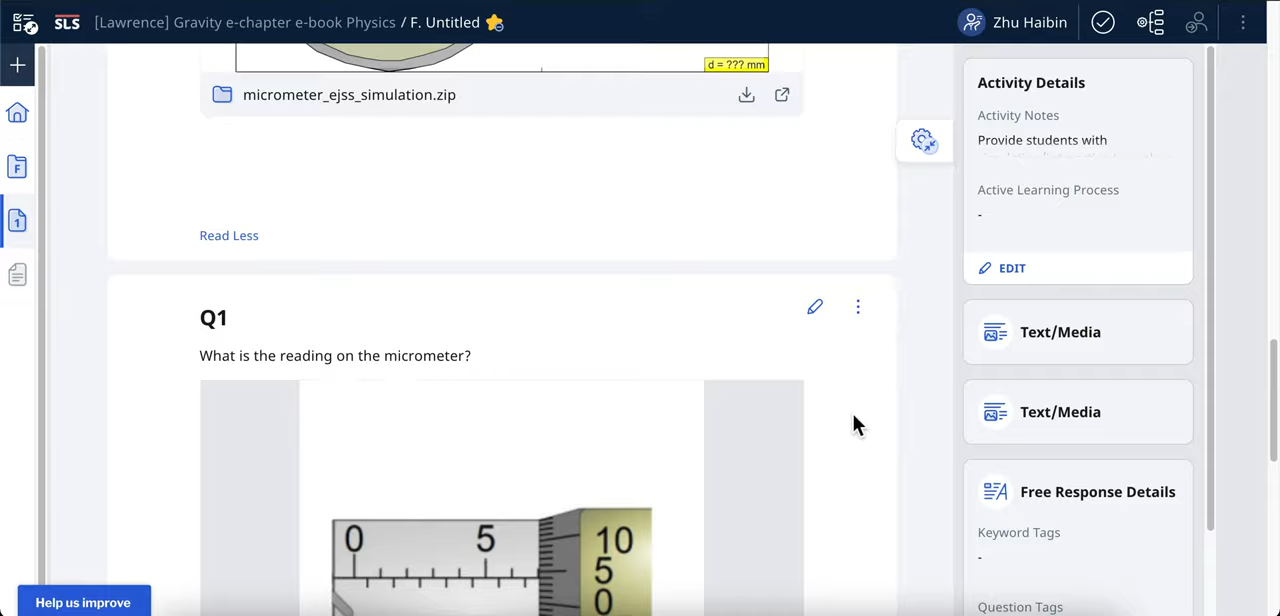 SLS [Lawrence] Gravity e-chapter e-book Physics / F. Untitled Zhu Haibin
F
1
d = ??? mm
micrometer_ejss_simulation.zip
Read Less
Q1
What is the reading on the micrometer?
0 5 10
5
0
Help us improve
Activity Details
Activity Notes
Provide students with
Active Learning Process
-
EDIT
Text/Media
Text/Media
Free Response Details
Keyword Tags
-
Question Tags